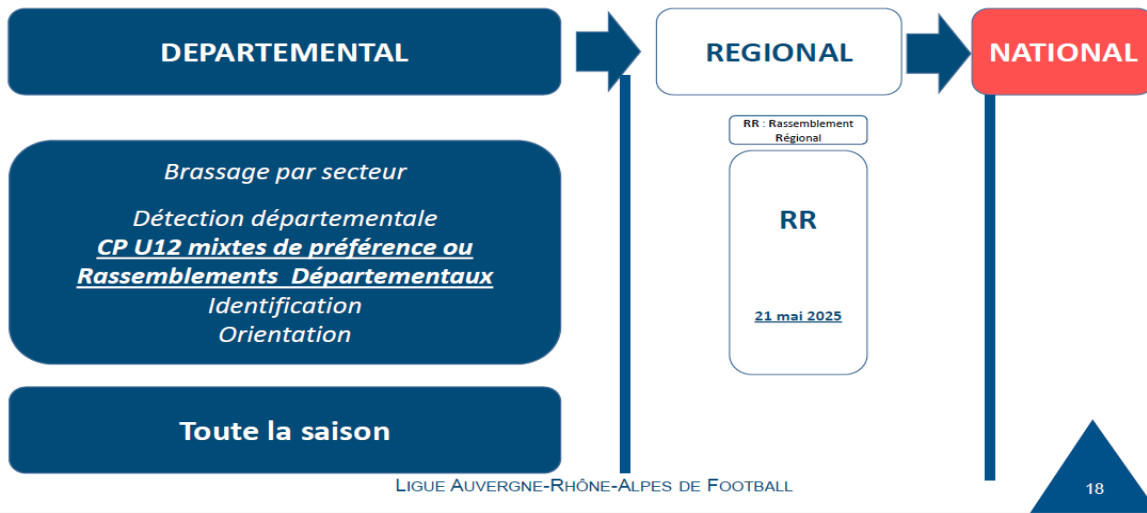 DEPARTEMENTAL
REGIONAL
NATIONAL
RR : Rassemblement
Régional
Brassage par secteur
Détection départementale
CP U12 mixtes de préférence ou
Rassemblements Départementaux
Identification
Orientation
RR
21 mai 2025
Toute la saison
LIGUE AUVERGNE-RHÔNE-ALPES DE FOOTBALL
18